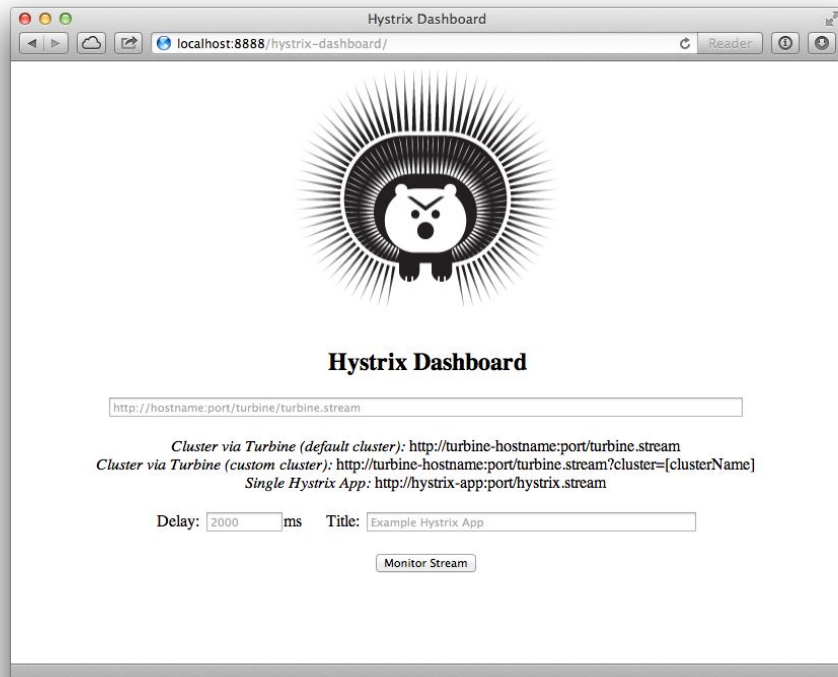 Hystrix Dashboard
localhost:8888/hystrix-dashboard/
Reader
Hystrix Dashboard
http://hostname:port/turbine/turbine.stream
Cluster via Turbine (default cluster): http://turbine-hostname:port/turbine.stream
Cluster via Turbine (custom cluster): http://turbine-hostname:port/turbine.stream?cluster=[clusterName]
Single Hystrix App: http://hystrix-app:port/hystrix.stream
Delay: 2000 ms Title: Example Hystrix App
Monitor Stream